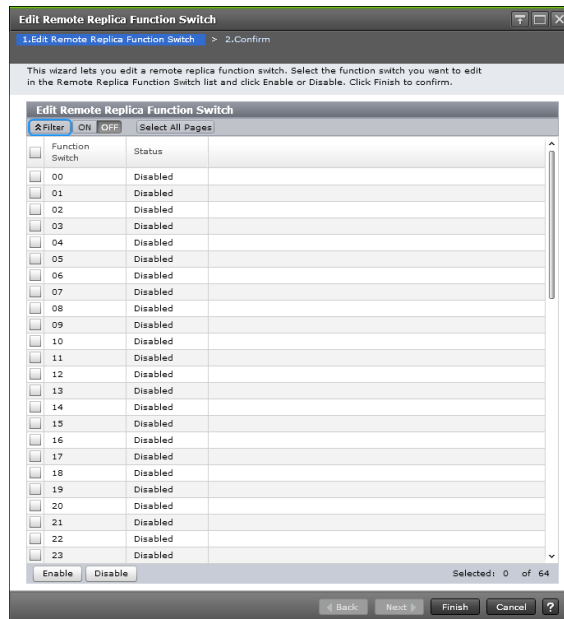 Edit Remote Replica Function Switch
1.Edit Remote Replica Function Switch > 2.Confirm
This wizard lets you edit a remote replica function switch. Select the function switch you want to edit
in the Remote Replica Function Switch list and click Enable or Disable. Click Finish to confirm.
Edit Remote Replica Function Switch
Filter ON OFF Select All Pages
Function
Switch
Status
00 Disabled
01 Disabled
02 Disabled
03 Disabled
04 Disabled
05 Disabled
06 Disabled
07 Disabled
08 Disabled
09 Disabled
10 Disabled
11 Disabled
12 Disabled
13 Disabled
14 Disabled
15 Disabled
16 Disabled
17 Disabled
18 Disabled
19 Disabled
20 Disabled
21 Disabled
22 Disabled
23 Disabled
Enable Disable Selected: 0 of 64
Back Next Finish Cancel ?